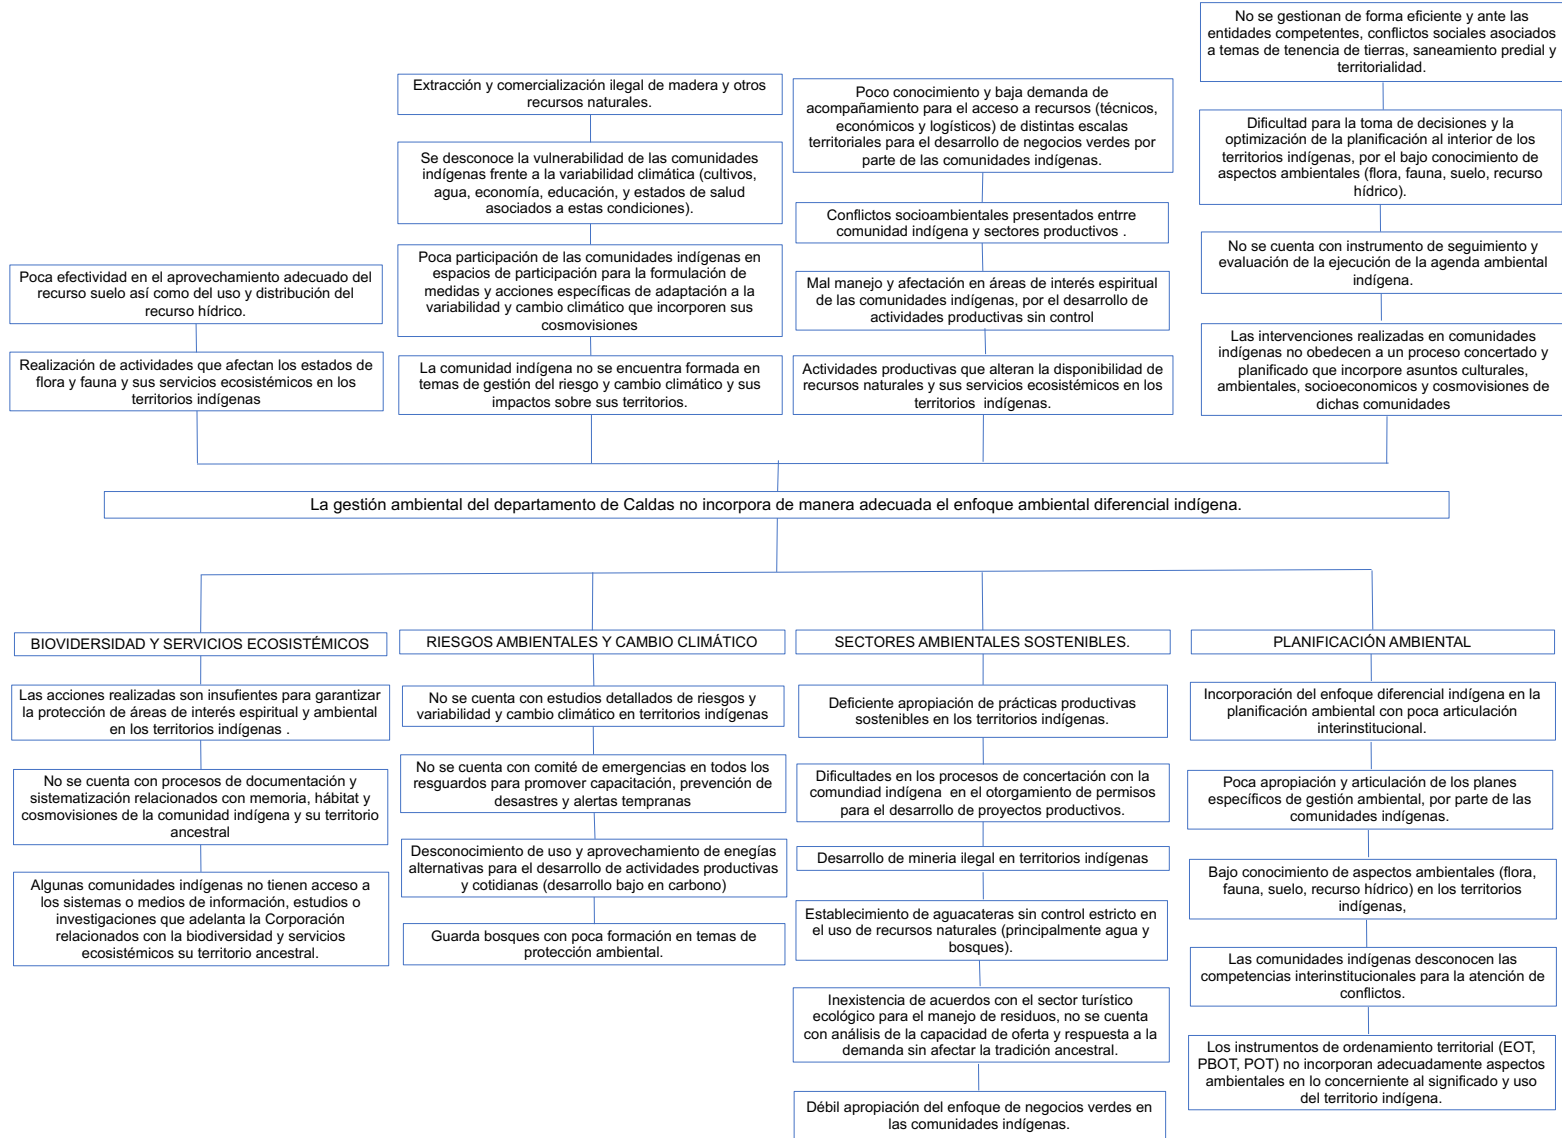 No se gestionan de forma eficiente y ante las
entidades competentes, conflictos sociales asociados
a temas de tenencia de tierras, saneamiento predial y
territorialidad.
Extracción y comercialización ilegal de madera y otros
recursos naturales.
Poco conocimiento y baja demanda de
acompañamiento para el acceso a recursos (técnicos,
económicos y logísticos) de distintas escalas
territoriales para el desarrollo de negocios verdes por
parte de las comunidades indígenas.
Dificultad para la toma de decisiones y la
optimización de la planificación al interior de los
territorios indígenas, por el bajo conocimiento de
aspectos ambientales (flora, fauna, suelo, recurso
hídrico).
Se desconoce la vulnerabilidad de las comunidades
indígenas frente a la variabilidad climática (cultivos,
agua, economía, educación, y estados de salud
asociados a estas condiciones).
Conflictos socioambientales presentados entrre
comunidad indígena y sectores productivos .
No se cuenta con instrumento de seguimiento y
evaluación de la ejecución de la agenda ambiental
indígena.
Poca efectividad en el aprovechamiento adecuado del
recurso suelo así como del uso y distribución del
recurso hídrico.
Poca participación de las comunidades indígenas en
espacios de participación para la formulación de
medidas y acciones específicas de adaptación a la
variabilidad y cambio climático que incorporen sus
cosmovisiones
Mal manejo y afectación en áreas de interés espiritual
de las comunidades indígenas, por el desarrollo de
actividades productivas sin control
Las intervenciones realizadas en comunidades
indígenas no obedecen a un proceso concertado y
planificado que incorpore asuntos culturales,
ambientales, socioeconomicos y cosmovisiones de
dichas comunidades
Realización de actividades que afectan los estados de
flora y fauna y sus servicios ecosistémicos en los
territorios indígenas
La comunidad indígena no se encuentra formada en
temas de gestión del riesgo y cambio climático y sus
impactos sobre sus territorios.
Actividades productivas que alteran la disponibilidad de
recursos naturales y sus servicios ecosistémicos en los
territorios  indígenas.
La gestión ambiental del departamento de Caldas no incorpora de manera adecuada el enfoque ambiental diferencial indígena.
BIOVIDERSIDAD Y SERVICIOS ECOSISTÉMICOS
RIESGOS AMBIENTALES Y CAMBIO CLIMÁTICO
SECTORES AMBIENTALES SOSTENIBLES.
PLANIFICACIÓN AMBIENTAL
Las acciones realizadas son insufientes para garantizar
la protección de áreas de interés espiritual y ambiental
en los territorios indígenas .
No se cuenta con estudios detallados de riesgos y
variabilidad y cambio climático en territorios indígenas
Deficiente apropiación de prácticas productivas
sostenibles en los territorios indígenas.
Incorporación del enfoque diferencial indígena en la
planificación ambiental con poca articulación
interinstitucional.
No se cuenta con procesos de documentación y
sistematización relacionados con memoria, hábitat y
cosmovisiones de la comunidad indígena y su territorio
ancestral
No se cuenta con comité de emergencias en todos los
resguardos para promover capacitación, prevención de
desastres y alertas tempranas
Dificultades en los procesos de concertación con la
comundiad indígena  en el otorgamiento de permisos
para el desarrollo de proyectos productivos.
Poca apropiación y articulación de los planes
específicos de gestión ambiental, por parte de las
comunidades indígenas.
Desconocimiento de uso y aprovechamiento de enegías
alternativas para el desarrollo de actividades productivas
y cotidianas (desarrollo bajo en carbono)
Desarrollo de mineria ilegal en territorios indígenas
Bajo conocimiento de aspectos ambientales (flora,
fauna, suelo, recurso hídrico) en los territorios
indígenas,
Algunas comunidades indígenas no tienen acceso a
los sistemas o medios de información, estudios o
investigaciones que adelanta la Corporación
relacionados con la biodiversidad y servicios
ecosistémicos su territorio ancestral.
Guarda bosques con poca formación en temas de
protección ambiental.
Establecimiento de aguacateras sin control estricto en
el uso de recursos naturales (principalmente agua y
bosques).
Las comunidades indígenas desconocen las
competencias interinstitucionales para la atención de
conflictos.
Inexistencia de acuerdos con el sector turístico
ecológico para el manejo de residuos, no se cuenta
con análisis de la capacidad de oferta y respuesta a la
demanda sin afectar la tradición ancestral.
Los instrumentos de ordenamiento territorial (EOT,
PBOT, POT) no incorporan adecuadamente aspectos
ambientales en lo concerniente al significado y uso
del territorio indígena.
Débil apropiación del enfoque de negocios verdes en
las comunidades indígenas.